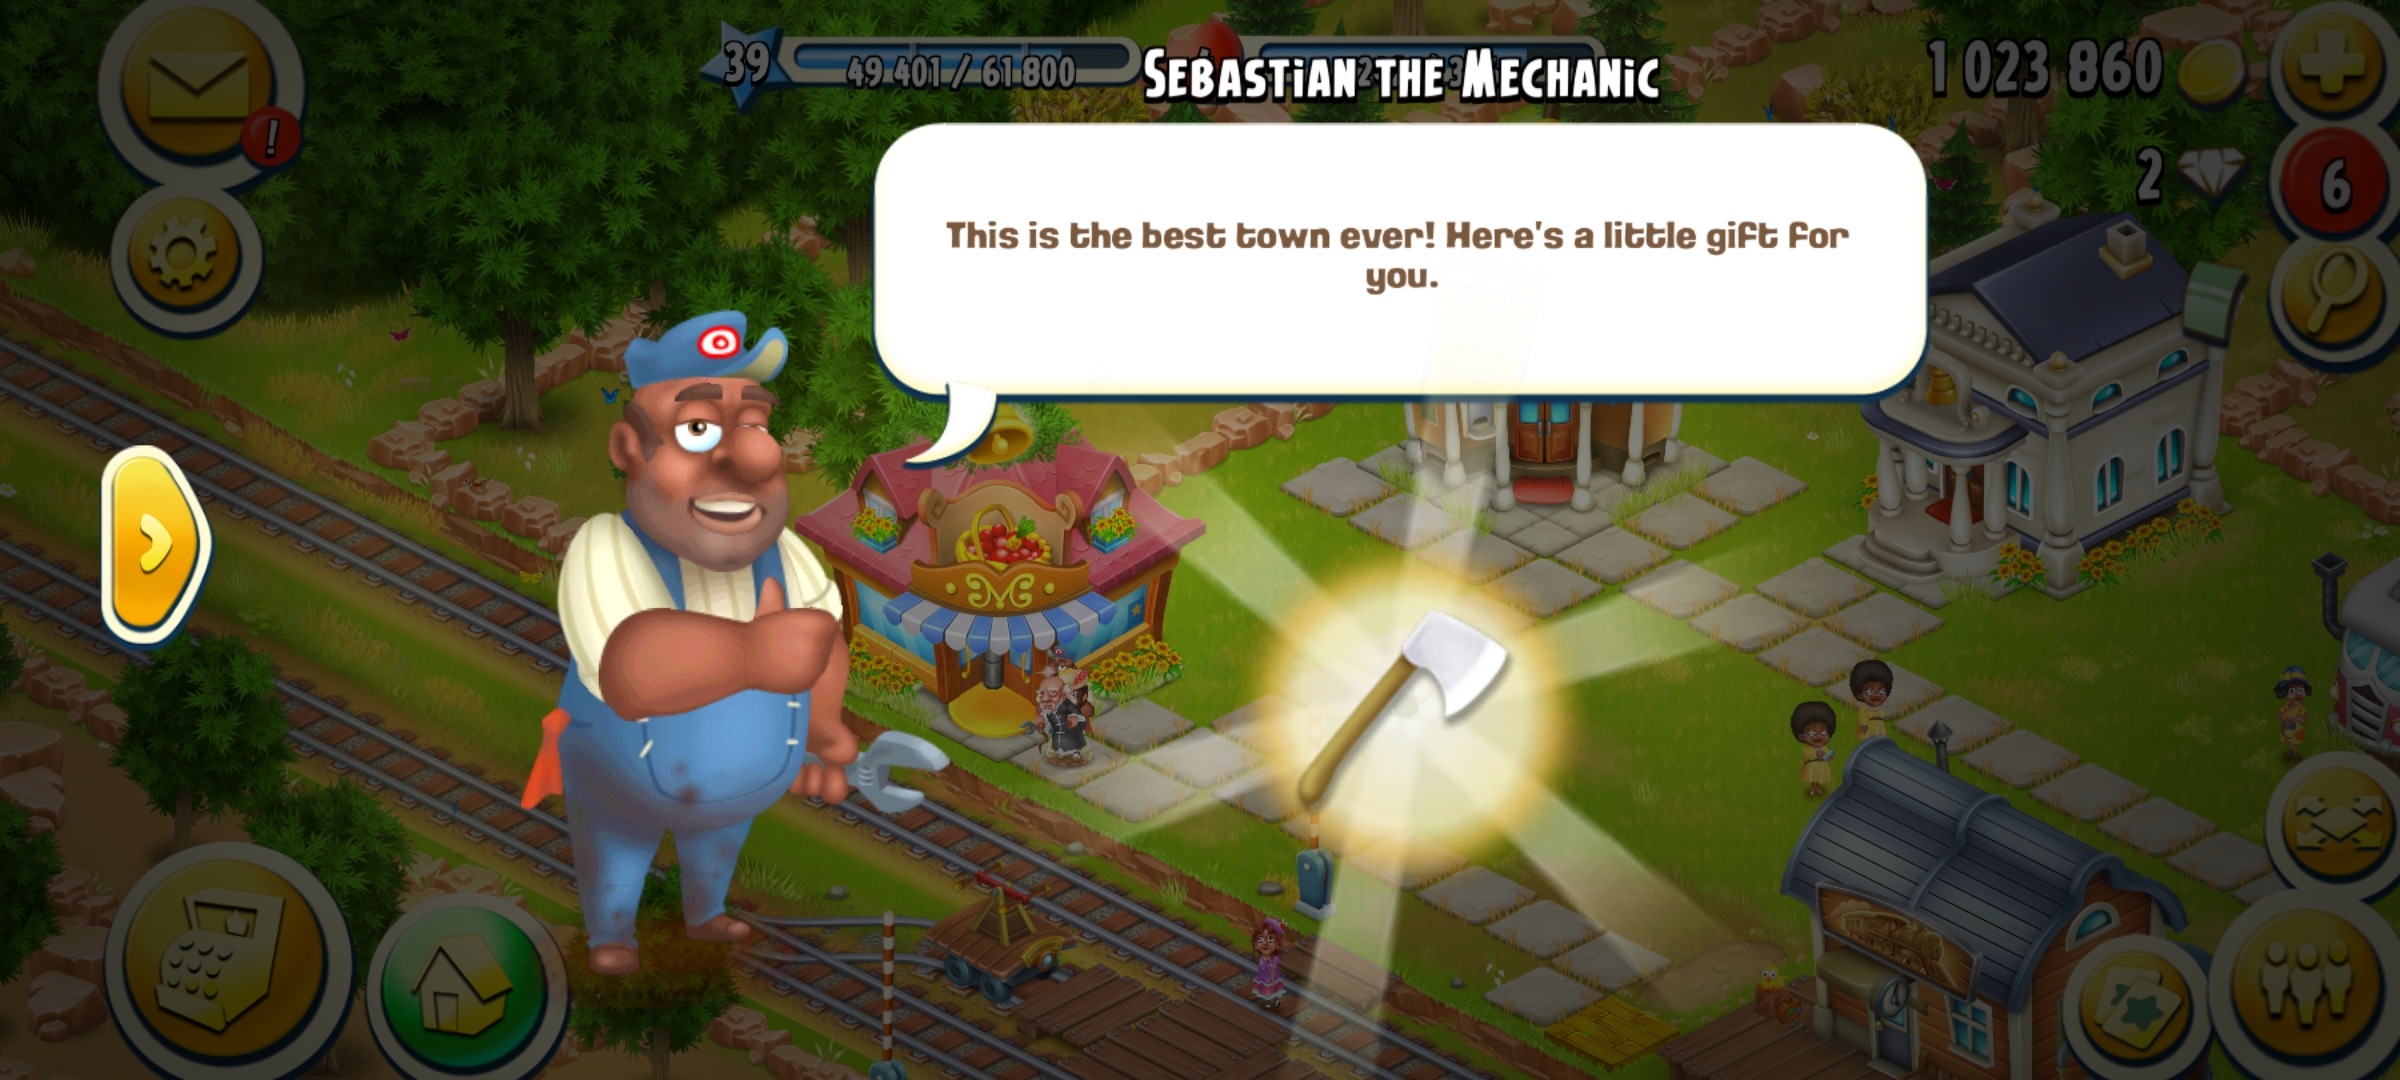 39
49 401 / 61 800
SEBASTIAN THE MECHANIC
1 023 860
2
6
This is the best town ever! Here's a little gift for
you.